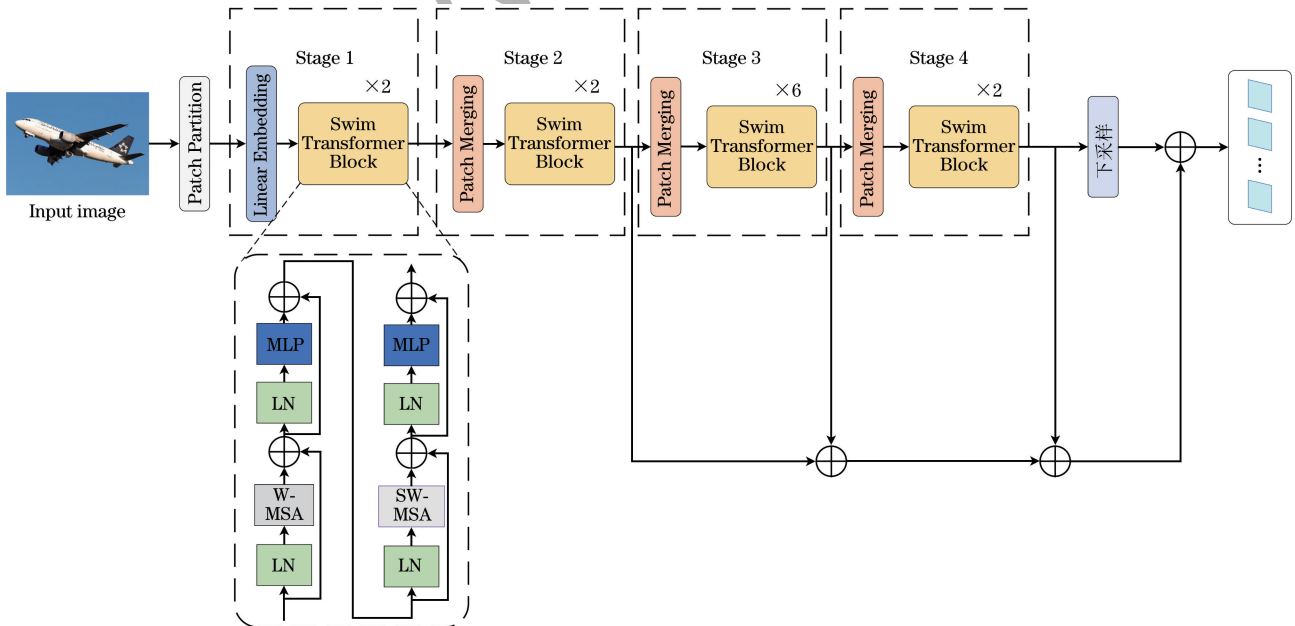 Input image
Patch Partition
Stage 1
Linear Embedding
×2
Swim
Transformer
Block
Stage 2
Patch Merging
×2
Swim
Transformer
Block
Stage 3
Patch Merging
×6
Swim
Transformer
Block
Stage 4
Patch Merging
×2
Swim
Transformer
Block
下采样
...
MLP
LN
W-
MSA
LN
MLP
LN
SW-
MSA
LN